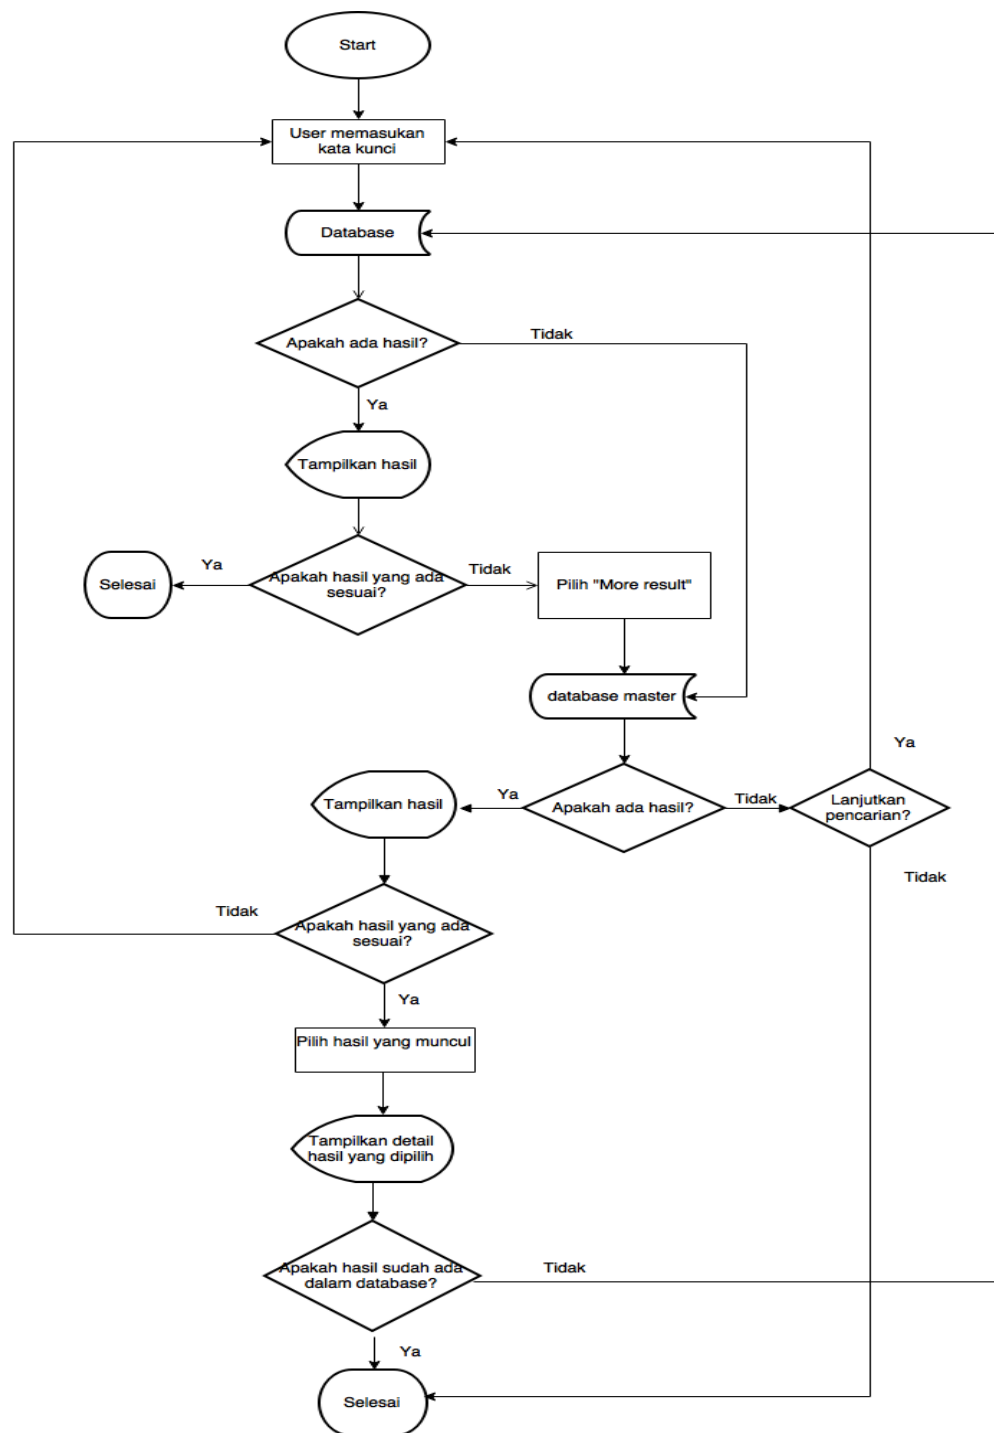 Start
User memasukan
kata kunci
Database
Apakah ada hasil?
Tidak
Ya
Tampilkan hasil
Selesai
Ya
Apakah hasil yang ada
sesuai?
Tidak
Pilih "More result"
database master
Ya
Tampilkan hasil
Ya
Apakah ada hasil?
Tidak
Lanjutkan
pencarian?
Tidak
Tidak
Apakah hasil yang ada
sesuai?
Ya
Pilih hasil yang muncul
Tampilkan detail
hasil yang dipilih
Apakah hasil sudah ada
dalam database?
Tidak
Ya
Selesai